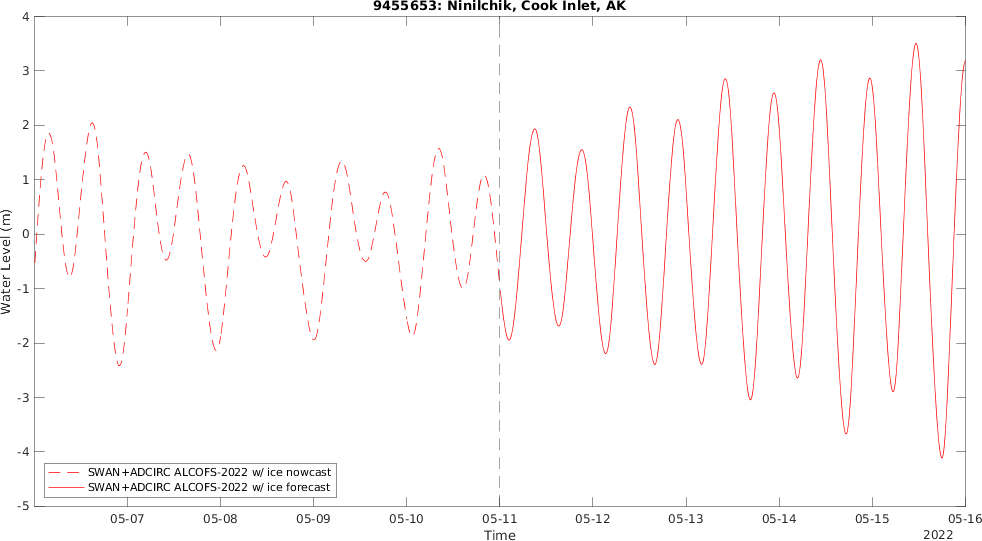 9455653: Ninilchik, Cook Inlet, AK
4
3
2
1
0
-1
-2
-3
-4
-5
Water Level (m)
SWAN+ADCIRC ALCOFS-2022 w/ ice nowcast
SWAN+ADCIRC ALCOFS-2022 w/ ice forecast
05-07 05-08 05-09 05-10 05-11 05-12 05-13 05-14 05-15 05-16
Time
2022